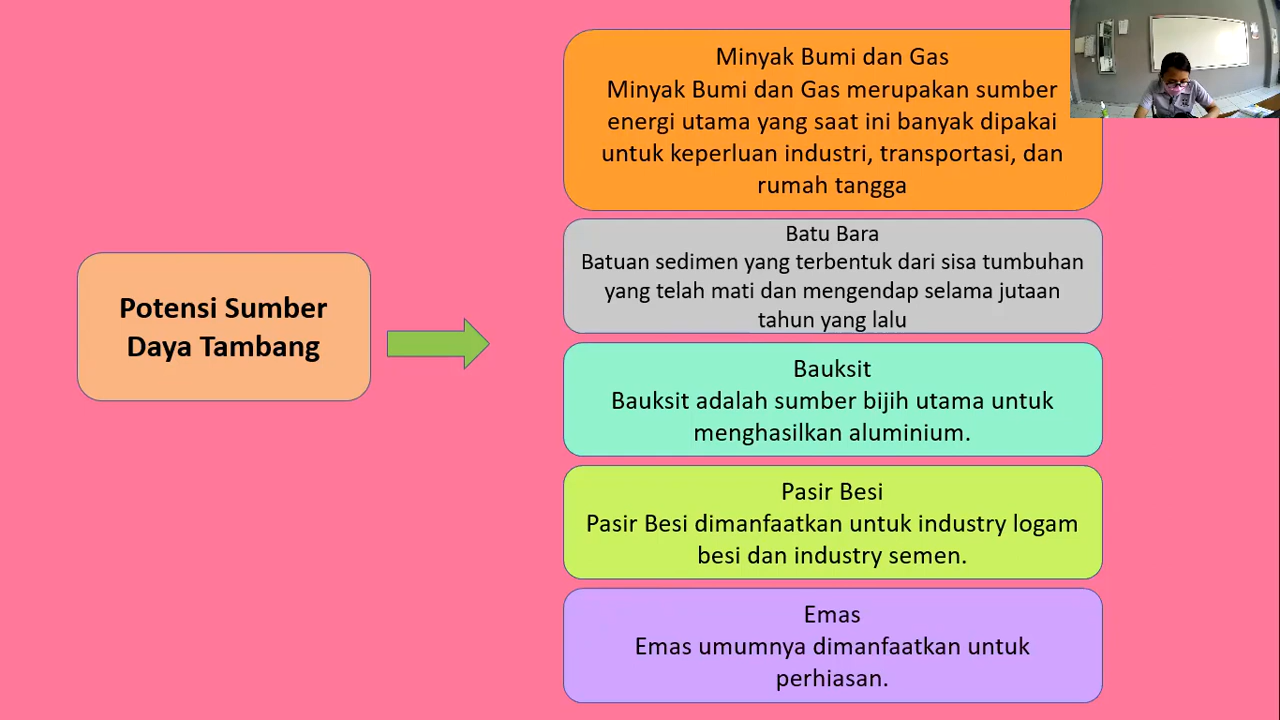 Potensi Sumber
Daya Tambang
Minyak Bumi dan Gas
Minyak Bumi dan Gas merupakan sumber
energi utama yang saat ini banyak dipakai
untuk keperluan industri, transportasi, dan
rumah tangga
Batu Bara
Batuan sedimen yang terbentuk dari sisa tumbuhan
yang telah mati dan mengendap selama jutaan
tahun yang lalu
Bauksit
Bauksit adalah sumber bijih utama untuk
menghasilkan aluminium.
Pasir Besi
Pasir Besi dimanfaatkan untuk industry logam
besi dan industry semen.
Emas
Emas umumnya dimanfaatkan untuk
perhiasan.